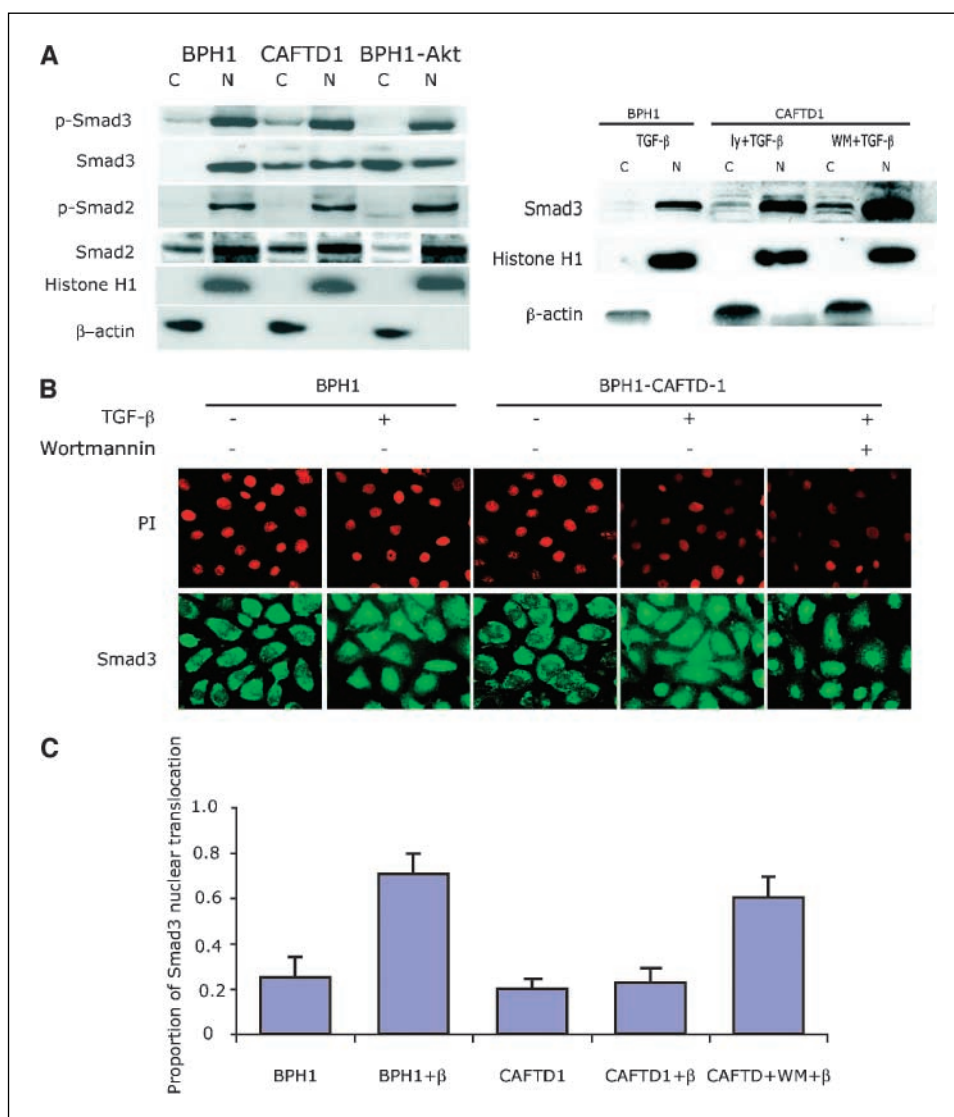 A
BPH1 CAFTD1 BPH1-Akt
C N C N C N
p-Smad3
Smad3
p-Smad2
Smad2
Histone H1
β–actin
BPH1 CAFTD1
TGF-β ly+TGF-β WM+TGF-β
C N C N C N
Smad3
Histone H1
β-actin
B
BPH1 BPH1-CAFTD-1
TGF-β - + - + +
Wortmannin - - - - +
PI
Smad3
C
Proportion of Smad3 nuclear translocation
1.0
0.8
0.6
0.4
0.2
0
BPH1 BPH1+β CAFTD1 CAFTD1+β CAFTD+WM+β